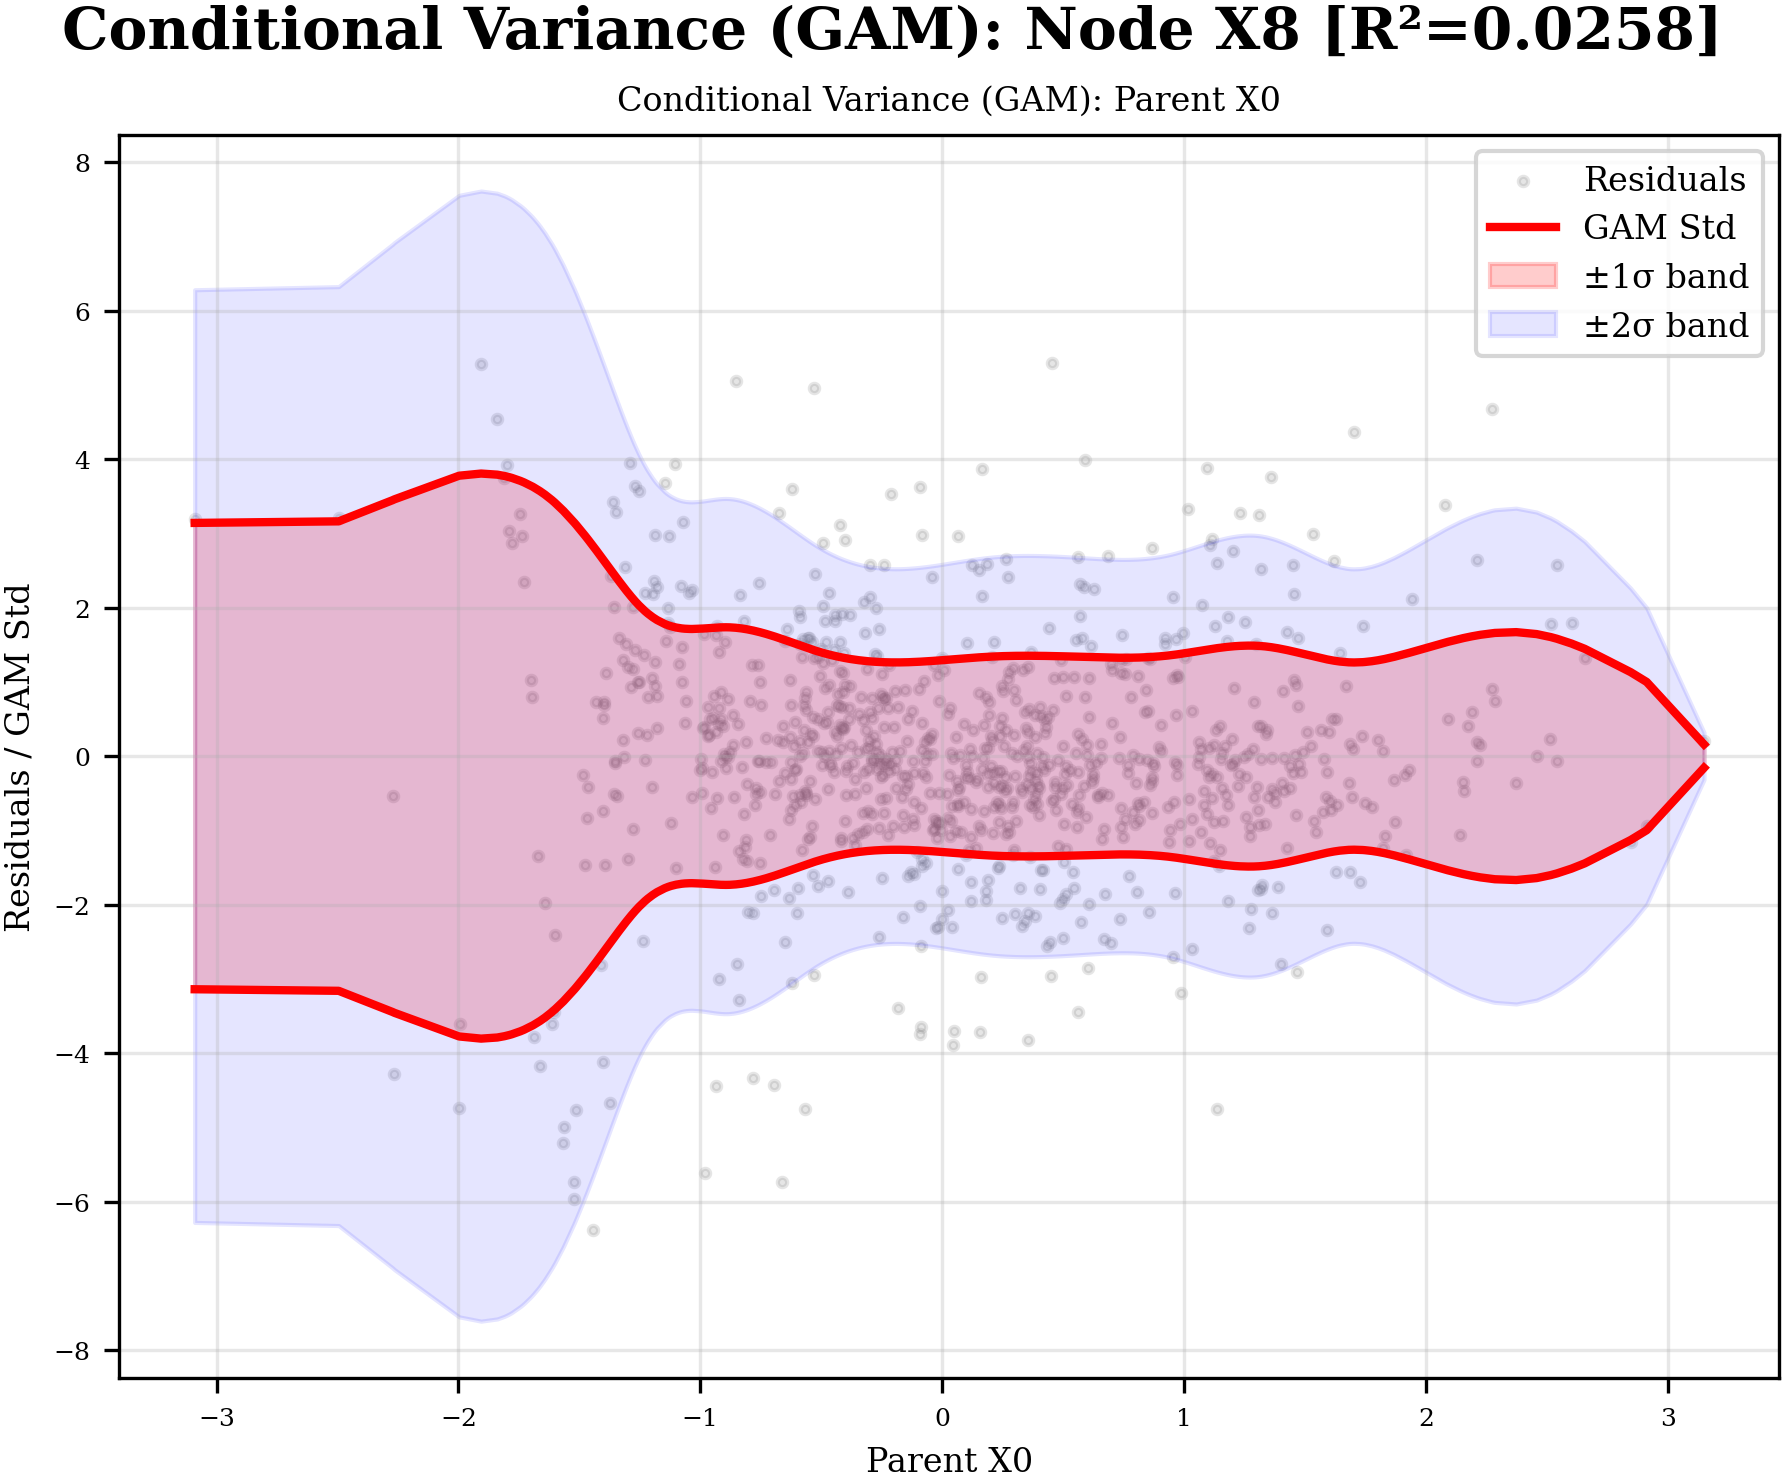 Conditional Variance (GAM): Node X8 [R²=0.0258]
Conditional Variance (GAM): Parent X0
Residuals
GAM Std
±1σ band
±2σ band
Residuals / GAM Std
8
6
4
2
0
−2
−4
−6
−8
−3
−2
−1
0
1
2
3
Parent X0